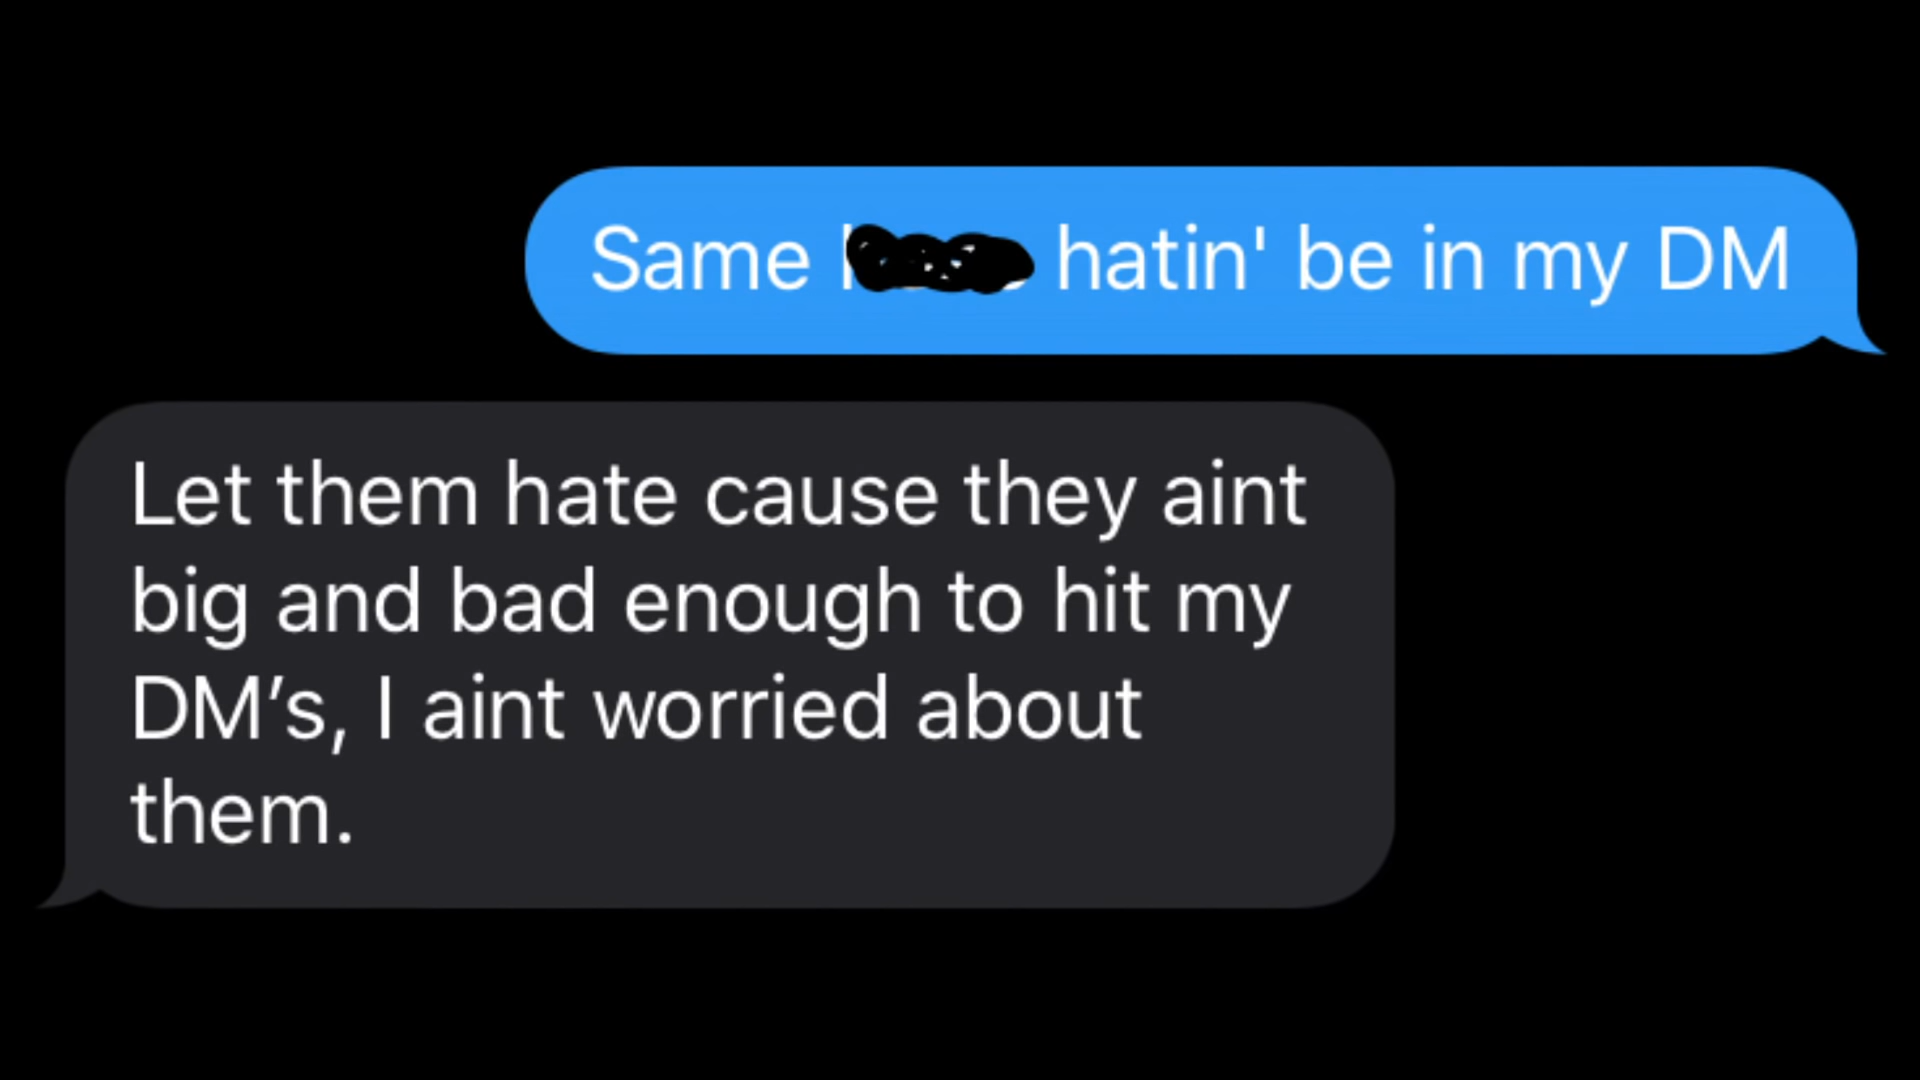 Same hatin' be in my DM
Let them hate cause they aint
big and bad enough to hit my
DM’s, I aint worried about
them.